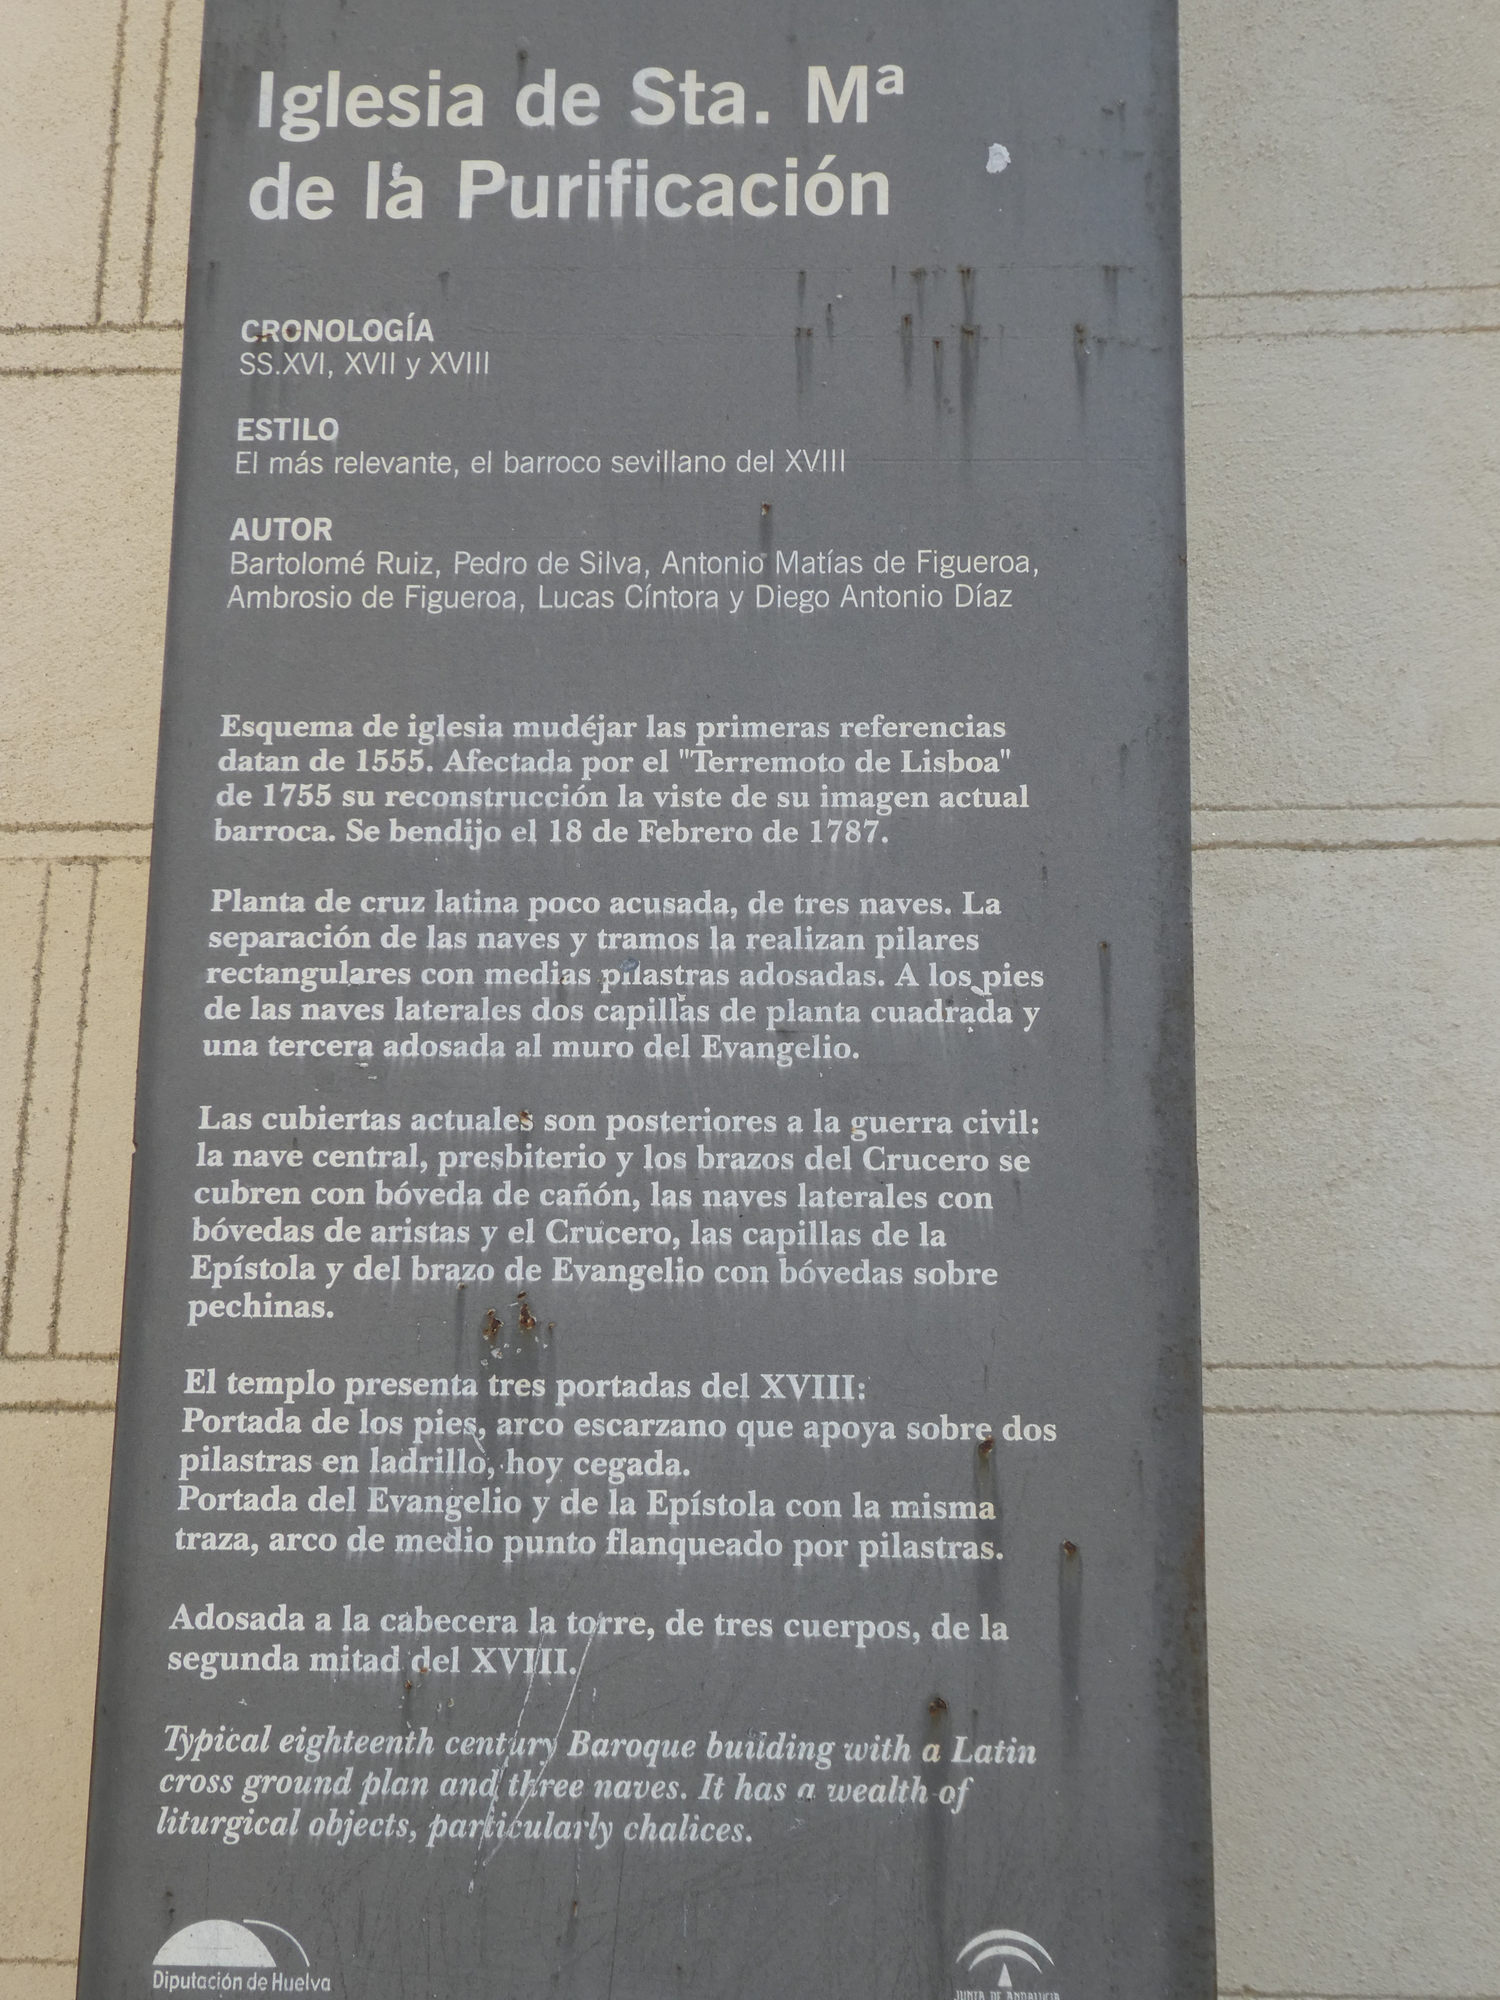 Iglesia de Sta. Mª
de la Purificación
CRONOLOGÍA
SS.XVI, XVII y XVIII
ESTILO
El más relevante, el barroco sevillano del XVIII
AUTOR
Bartolomé Ruiz, Pedro de Silva, Antonio Matías de Figueroa,
Ambrosio de Figueroa, Lucas Cíntora y Diego Antonio Díaz
Esquema de iglesia mudéjar las primeras referencias
datan de 1555. Afectada por el "Terremoto de Lisboa"
de 1755 su reconstrucción la viste de su imagen actual
barroca. Se bendijo el 18 de Febrero de 1787.
Planta de cruz latina poco acusada, de tres naves. La
separación de las naves y tramos la realizan pilares
rectangulares con medias pilastras adosadas. A los pies
de las naves laterales dos capillas de planta cuadrada y
una tercera adosada al muro del Evangelio.
Las cubiertas actuales son posteriores a la guerra civil:
la nave central, presbiterio y los brazos del Crucero se
cubren con bóveda de cañón, las naves laterales con
bóvedas de aristas y el Crucero, las capillas de la
Epístola y del brazo de Evangelio con bóvedas sobre
pechinas.
El templo presenta tres portadas del XVIII:
Portada de los pies, arco escarzano que apoya sobre dos
pilastras en ladrillo, hoy cegada.
Portada del Evangelio y de la Epístola con la misma
traza, arco de medio punto flanqueado por pilastras.
Adosada a la cabecera la torre, de tres cuerpos, de la
segunda mitad del XVIII.
Typical eighteenth century Baroque building with a Latin
cross ground plan and three naves. It has a wealth of
liturgical objects, particularly chalices.
Diputación de Huelva
JUNTA DE ANDALUCIA